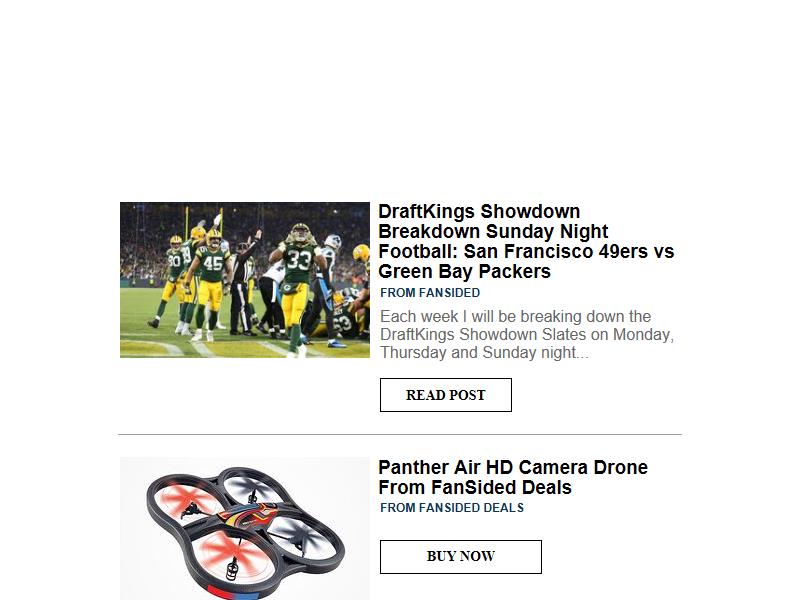 DraftKings Showdown
Breakdown Sunday Night
Football: San Francisco 49ers vs
Green Bay Packers
FROM FANSIDED
Each week I will be breaking down the
DraftKings Showdown Slates on Monday,
Thursday and Sunday night...
READ POST
Panther Air HD Camera Drone
From FanSided Deals
FROM FANSIDED DEALS
BUY NOW
45
33